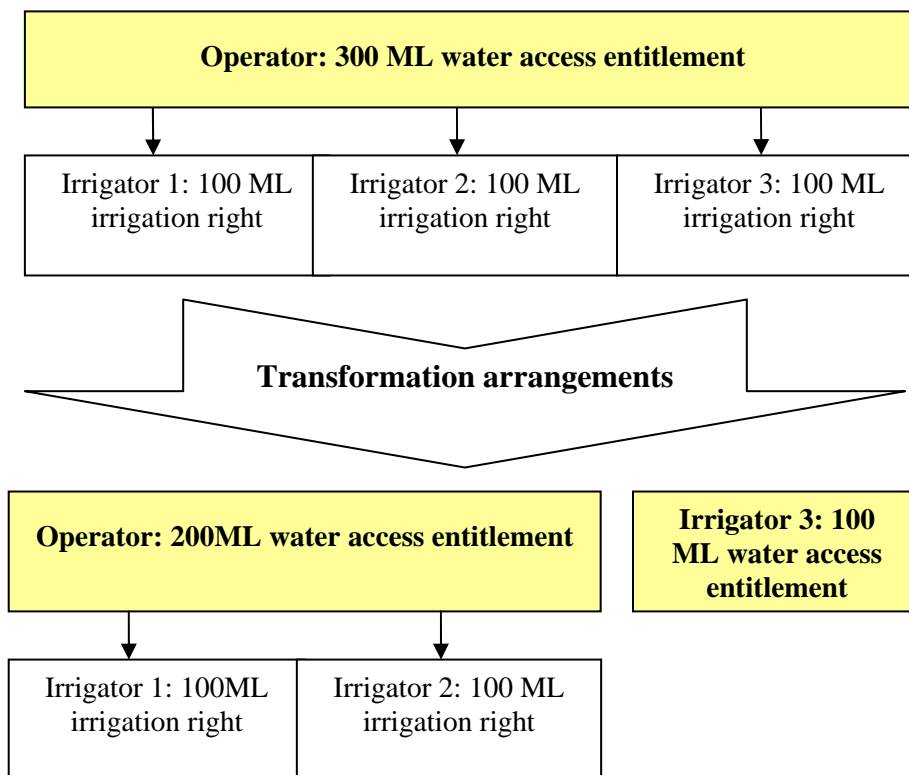 Operator: 300 ML water access entitlement
Irrigator 1: 100 ML
irrigation right
Irrigator 2: 100 ML
irrigation right
Irrigator 3: 100 ML
irrigation right
Transformation arrangements
Operator: 200ML water access entitlement
Irrigator 3: 100
ML water access
entitlement
Irrigator 1: 100ML
irrigation right
Irrigator 2: 100 ML
irrigation right